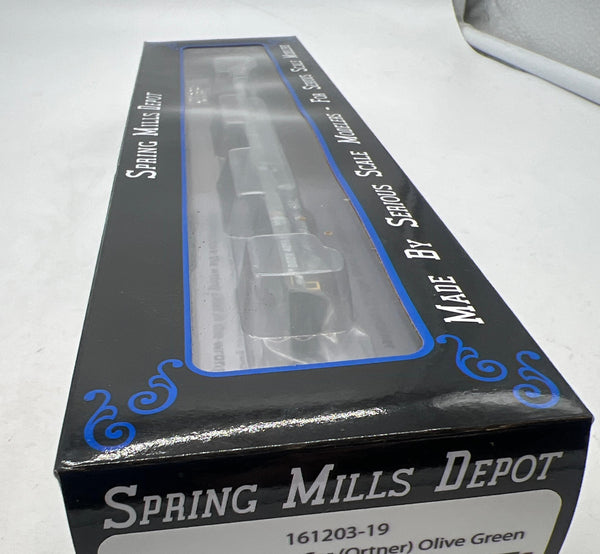 SPRING MILLS DEPOT
MADE BY SERIOUS SCALE MODELERS - FOR SERIOUS SCALE MODELERS
SPRING MILLS DEPOT
161203-19
(Ortner) Olive Green